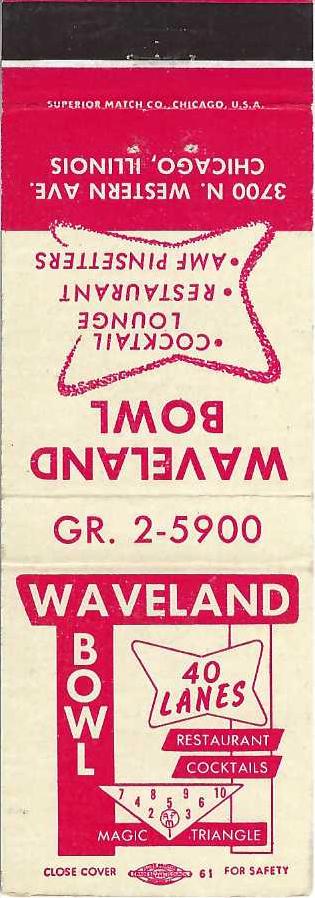 SUPERIOR MATCH CO., CHICAGO, U.S.A.
3700 N. WESTERN AVE.
CHICAGO, ILLINOIS
WAVELAND
BOWL
• COCKTAIL
LOUNGE
• RESTAURANT
• AMF PINSETTERS
GR. 2-5900
WAVELAND
BOWL
40
LANES
RESTAURANT
COCKTAILS
7 4 8 5 9 6 10
2 AMF 3
MAGIC TRIANGLE
CLOSE COVER 61 FOR SAFETY